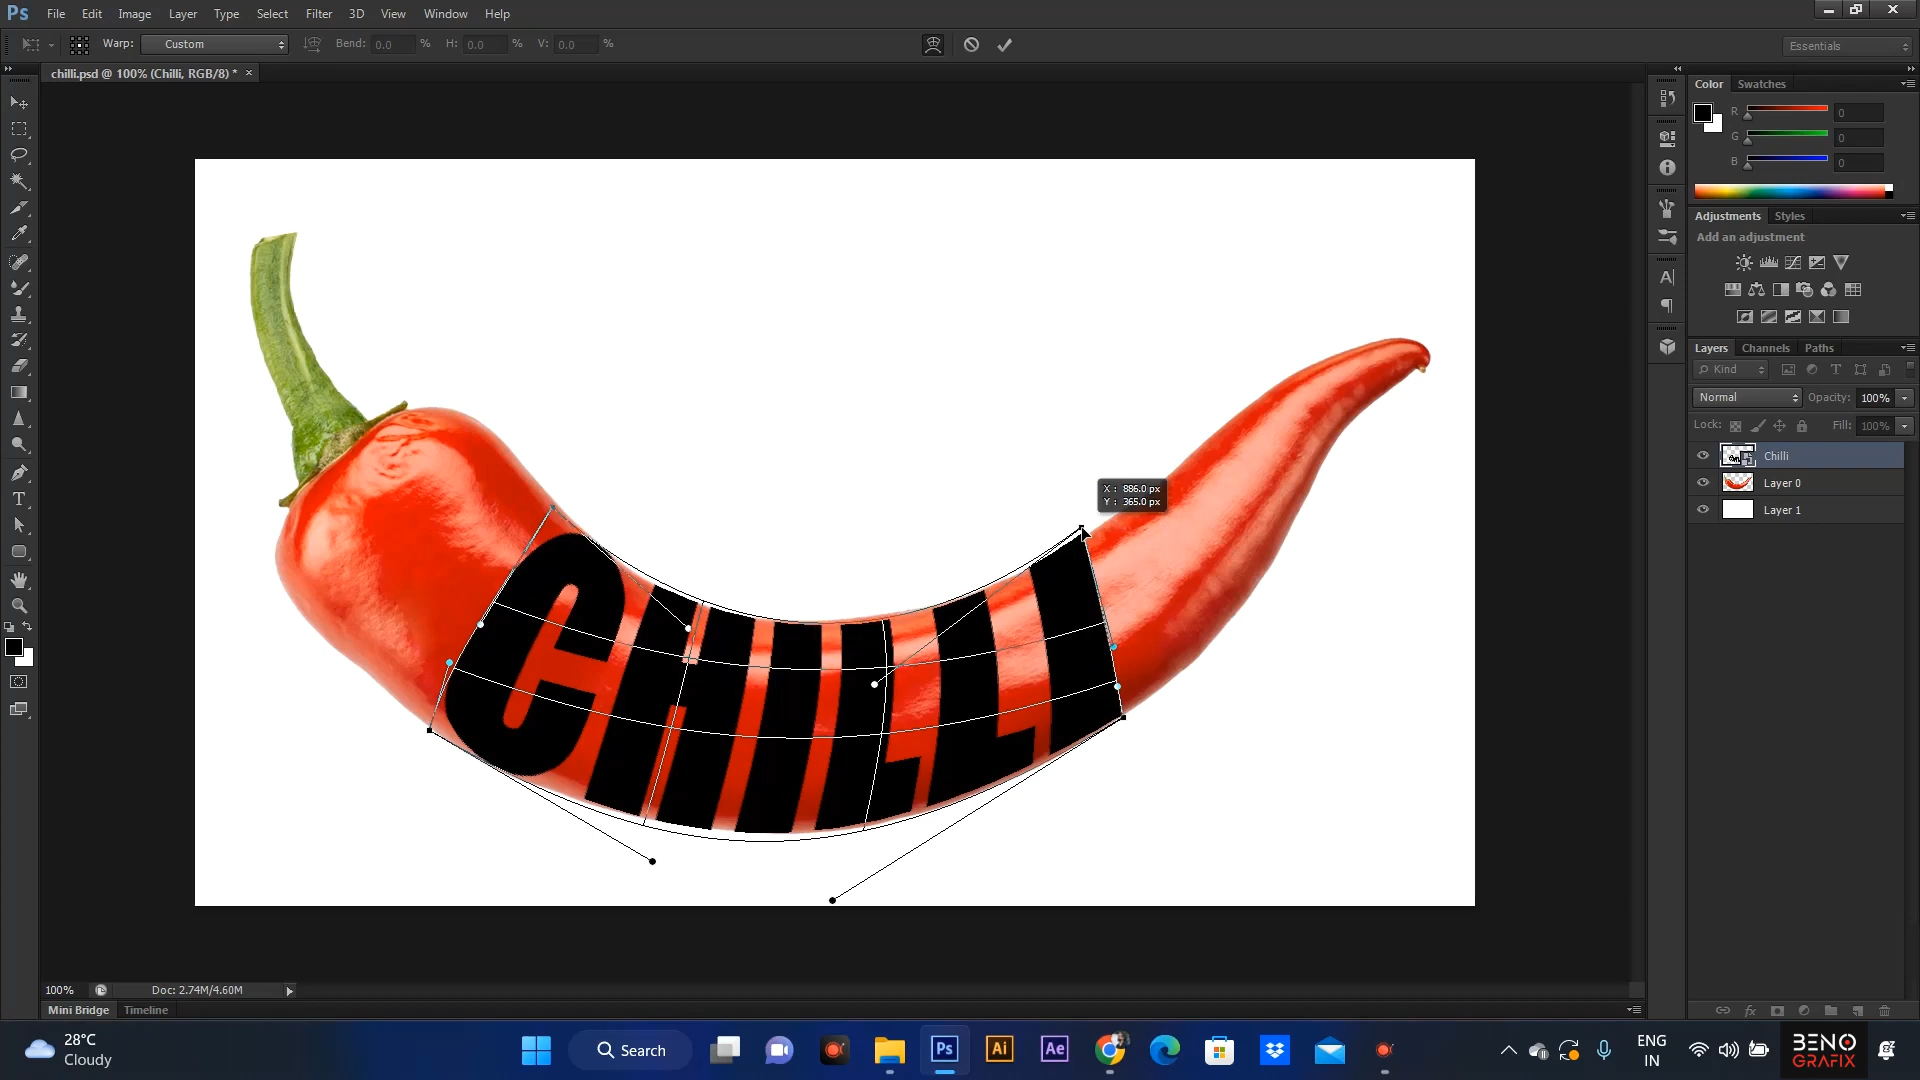 Ps File Edit Image Layer Type Select Filter 3D View Window Help
Warp: Custom Bend: 0.0 % H: 0.0 % V: 0.0 % Essentials
chilli.psd @ 100% (Chilli, RGB/8) * ×
Color Swatches
R 0
G 0
B 0
Adjustments Styles
Add an adjustment
Layers Channels Paths
Kind
Normal Opacity: 100%
Lock: Fill: 100%
Chilli
Layer 0
Layer 1
X : 886.0 px
Y : 365.0 px
CHILLI
100% Doc: 2.74M/4.60M
Mini Bridge Timeline
28°C
Cloudy
Search
Ps Ai Ae
ENG
IN
BENO
GRAFIX